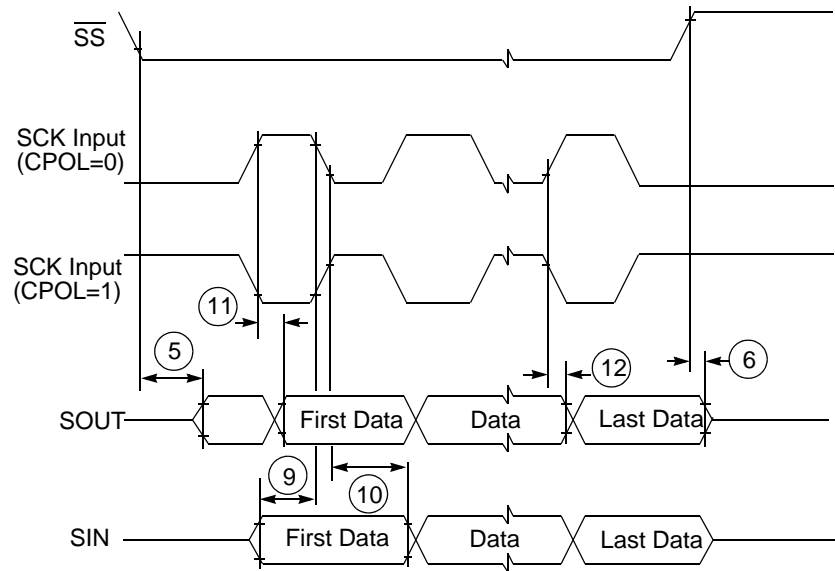 SS
SCK Input
(CPOL=0)
SCK Input
(CPOL=1)
11
5
12
6
SOUT
First Data
Data
Last Data
9
10
SIN
First Data
Data
Last Data